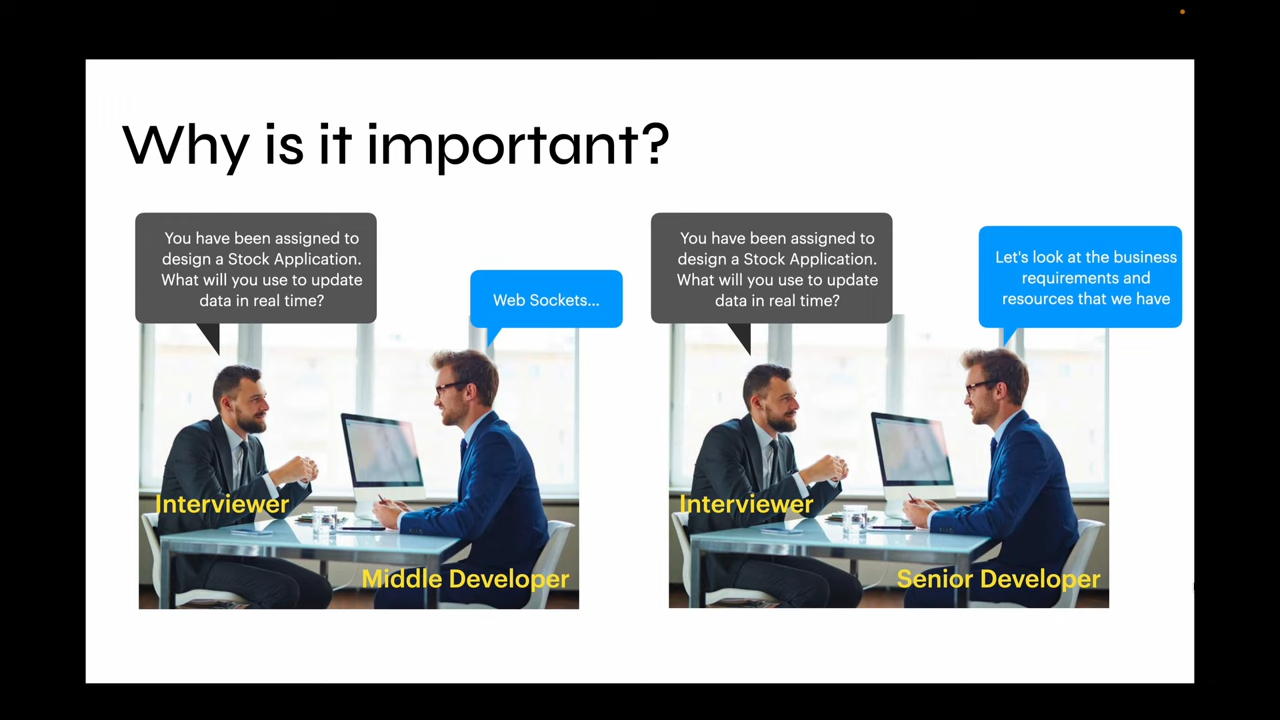 Why is it important?
You have been assigned to
design a Stock Application.
What will you use to update
data in real time?
Web Sockets...
Interviewer
Middle Developer
You have been assigned to
design a Stock Application.
What will you use to update
data in real time?
Let's look at the business
requirements and
resources that we have
Interviewer
Senior Developer